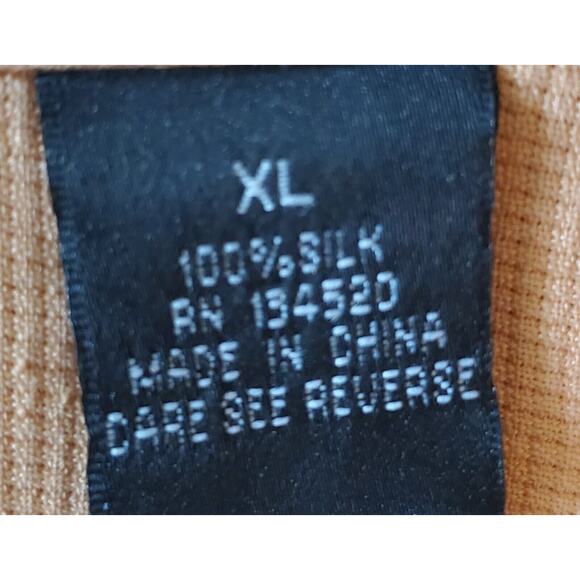 XL
100% SILK
RN 134520
MADE IN CHINA
CARE SEE REVERSE